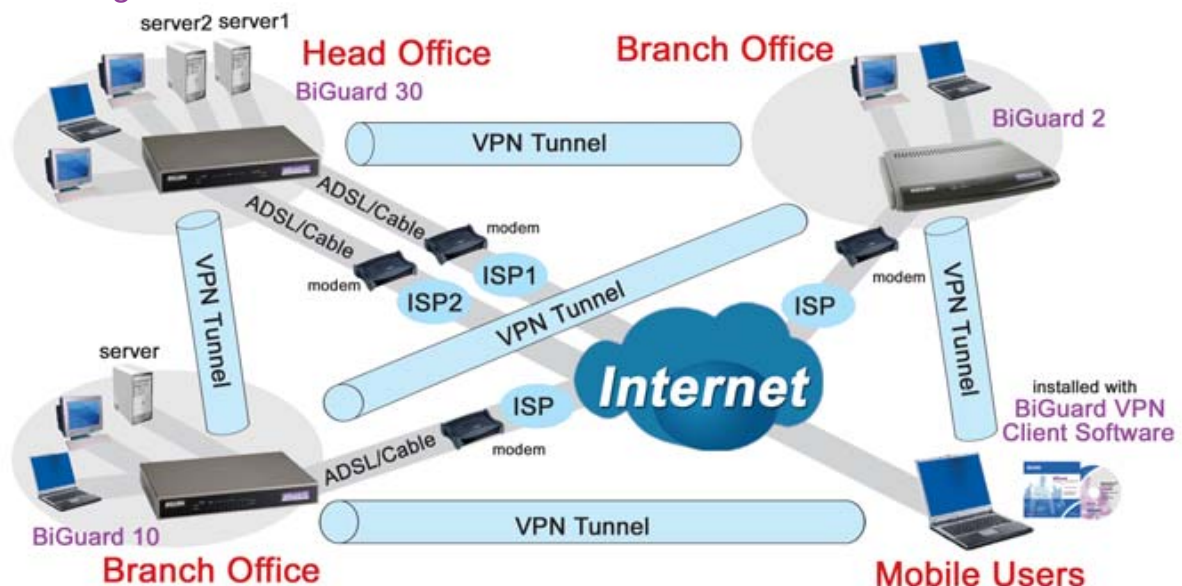 server2 server1
Head Office
BiGuard 30
Branch Office
BiGuard 2
VPN Tunnel
ADSL/Cable
modem
ISP1
ADSL/Cable
modem
ISP2
VPN Tunnel
VPN Tunnel
modem
ISP
VPN Tunnel
Internet
server
ISP
modem
ADSL/Cable
installed with
BiGuard VPN
Client Software
BiGuard 10
Branch Office
VPN Tunnel
Mobile Users